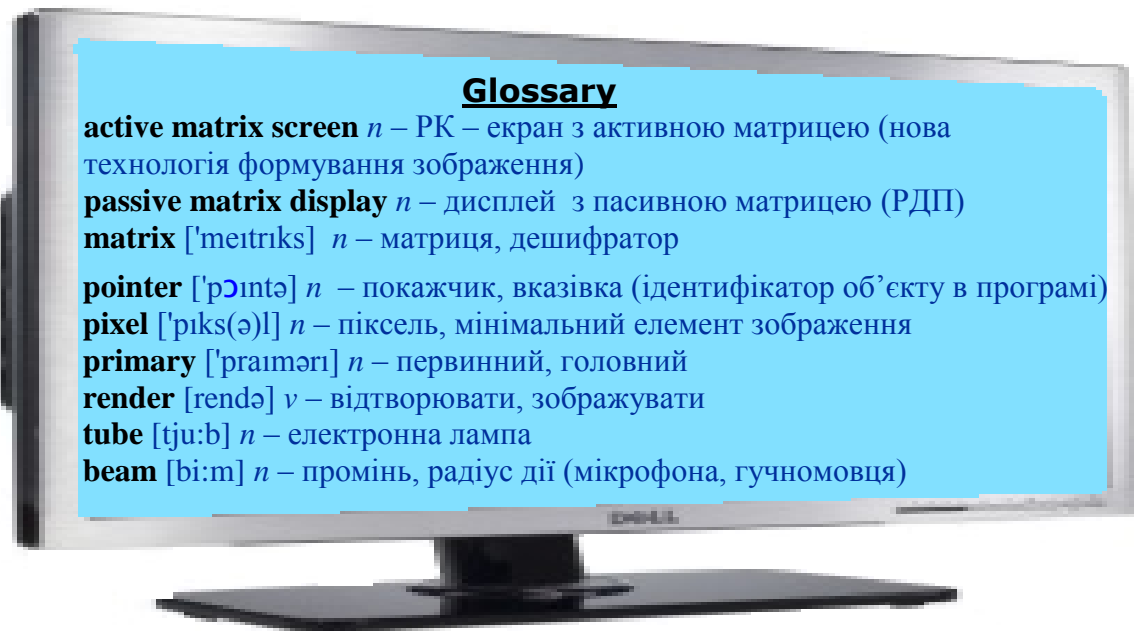 Glossary
active matrix screen n – РК – екран з активною матрицею (нова
технологія формування зображення)
passive matrix display n – дисплей з пасивною матрицею (РДП)
matrix ['meɪtrɪks] n – матриця, дешифратор
pointer ['pɔɪntə] n – покажчик, вказівка (ідентифікатор об’єкту в програмі)
pixel ['pɪks(ə)l] n – піксель, мінімальний елемент зображення
primary ['praɪmərɪ] n – первинний, головний
render [rendə] v – відтворювати, зображувати
tube [tju:b] n – електронна лампа
beam [bi:m] n – промінь, радіус дії (мікрофона, гучномовця)
DELL